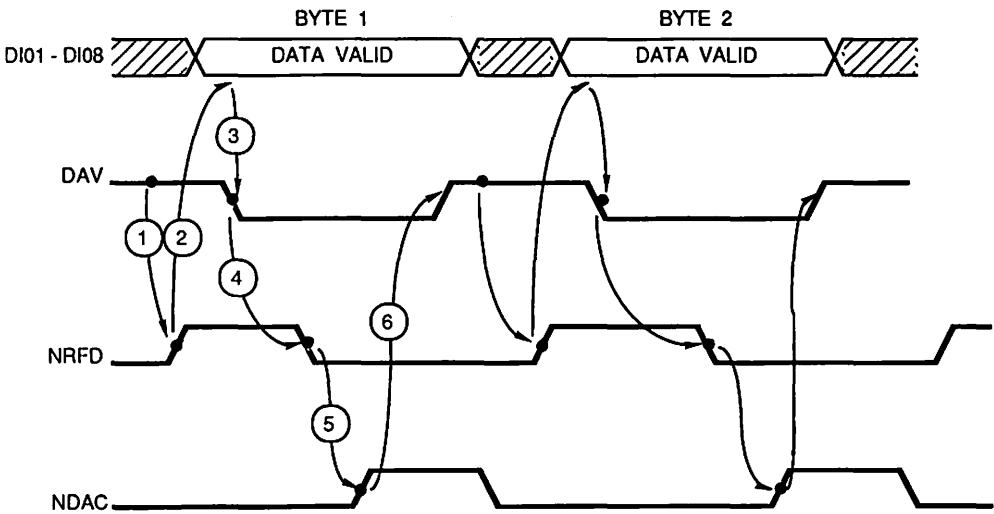 BYTE 1
BYTE 2
DI01 - DI08
DATA VALID
DATA VALID
3
DAV
1
2
4
6
NRFD
5
NDAC